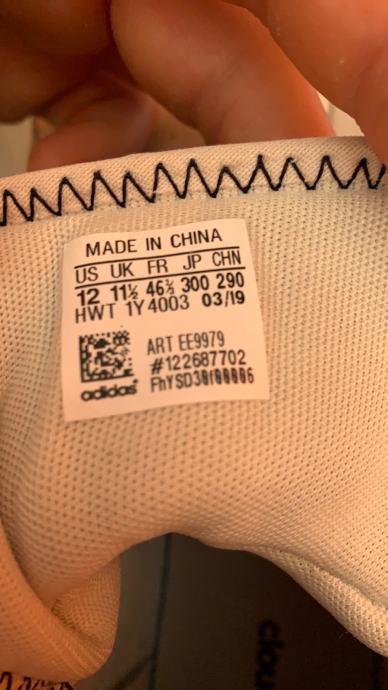 MADE IN CHINA
US UK FR JP CHN
12 11½ 46⅔ 300 290
HWT 1Y4003 03/19
ART EE9979
#122687702
adidas
clou